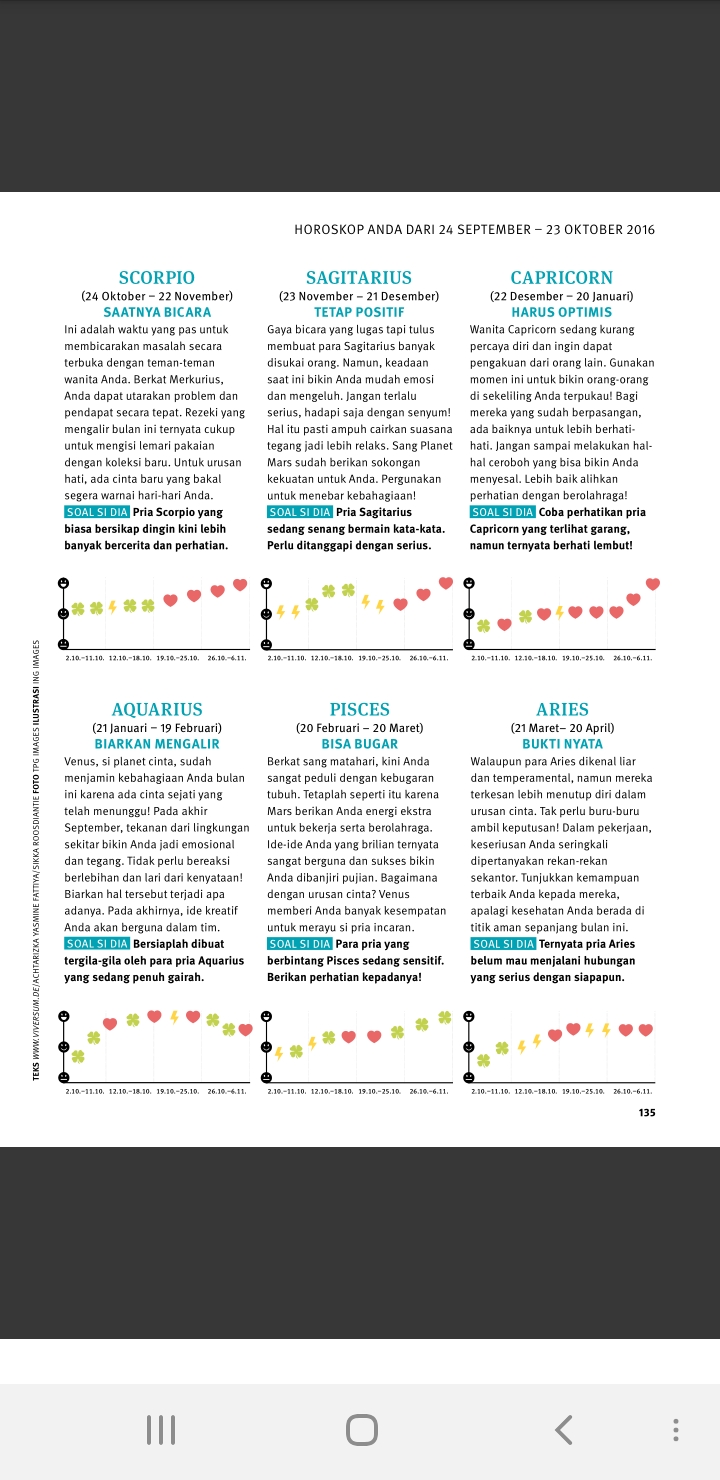 HOROSKOP ANDA DARI 24 SEPTEMBER – 23 OKTOBER 2016
SCORPIO
(24 Oktober – 22 November)
SAATNYA BICARA
Ini adalah waktu yang pas untuk
membicarakan masalah secara
terbuka dengan teman-teman
wanita Anda. Berkat Merkurius,
Anda dapat utarakan problem dan
pendapat secara tepat. Rezeki yang
mengalir bulan ini ternyata cukup
untuk mengisi lemari pakaian
dengan koleksi baru. Untuk urusan
hati, ada cinta baru yang bakal
segera warnai hari-hari Anda.
SOAL SI DIA Pria Scorpio yang
biasa bersikap dingin kini lebih
banyak bercerita dan perhatian.
2.10.–11.10. 12.10.–18.10. 19.10.–25.10. 26.10.–6.11.
SAGITARIUS
(23 November – 21 Desember)
TETAP POSITIF
Gaya bicara yang lugas tapi tulus
membuat para Sagitarius banyak
disukai orang. Namun, keadaan
saat ini bikin Anda mudah emosi
dan mengeluh. Jangan terlalu
serius, hadapi saja dengan senyum!
Hal itu pasti ampuh cairkan suasana
tegang jadi lebih relaks. Sang Planet
Mars sudah berikan sokongan
kekuatan untuk Anda. Pergunakan
untuk menebar kebahagiaan!
SOAL SI DIA Pria Sagitarius
sedang senang bermain kata-kata.
Perlu ditanggapi dengan serius.
2.10.–11.10. 12.10.–18.10. 19.10.–25.10. 26.10.–6.11.
CAPRICORN
(22 Desember – 20 Januari)
HARUS OPTIMIS
Wanita Capricorn sedang kurang
percaya diri dan ingin dapat
pengakuan dari orang lain. Gunakan
momen ini untuk bikin orang-orang
di sekeliling Anda terpukau! Bagi
mereka yang sudah berpasangan,
ada baiknya untuk lebih berhati-
hati. Jangan sampai melakukan hal-
hal ceroboh yang bisa bikin Anda
menyesal. Lebih baik alihkan
perhatian dengan berolahraga!
SOAL SI DIA Coba perhatikan pria
Capricorn yang terlihat garang,
namun ternyata berhati lembut!
2.10.–11.10. 12.10.–18.10. 19.10.–25.10. 26.10.–6.11.
AQUARIUS
(21 Januari – 19 Februari)
BIARKAN MENGALIR
Venus, si planet cinta, sudah
menjamin kebahagiaan Anda bulan
ini karena ada cinta sejati yang
telah menunggu! Pada akhir
September, tekanan dari lingkungan
sekitar bikin Anda jadi emosional
dan tegang. Tidak perlu bereaksi
berlebihan dan lari dari kenyataan!
Biarkan hal tersebut terjadi apa
adanya. Pada akhirnya, ide kreatif
Anda akan berguna dalam tim.
SOAL SI DIA Bersiaplah dibuat
tergila-gila oleh para pria Aquarius
yang sedang penuh gairah.
2.10.–11.10. 12.10.–18.10. 19.10.–25.10. 26.10.–6.11.
PISCES
(20 Februari – 20 Maret)
BISA BUGAR
Berkat sang matahari, kini Anda
sangat peduli dengan kebugaran
tubuh. Tetaplah seperti itu karena
Mars berikan Anda energi ekstra
untuk bekerja serta berolahraga.
Ide-ide Anda yang brilian ternyata
sangat berguna dan sukses bikin
Anda dibanjiri pujian. Bagaimana
dengan urusan cinta? Venus
memberi Anda banyak kesempatan
untuk merayu si pria incaran.
SOAL SI DIA Para pria yang
berbintang Pisces sedang sensitif.
Berikan perhatian kepadanya!
2.10.–11.10. 12.10.–18.10. 19.10.–25.10. 26.10.–6.11.
ARIES
(21 Maret– 20 April)
BUKTI NYATA
Walaupun para Aries dikenal liar
dan temperamental, namun mereka
terkesan lebih menutup diri dalam
urusan cinta. Tak perlu buru-buru
ambil keputusan! Dalam pekerjaan,
keseriusan Anda seringkali
dipertanyakan rekan-rekan
sekantor. Tunjukkan kemampuan
terbaik Anda kepada mereka,
apalagi kesehatan Anda berada di
titik aman sepanjang bulan ini.
SOAL SI DIA Ternyata pria Aries
belum mau menjalani hubungan
yang serius dengan siapapun.
2.10.–11.10. 12.10.–18.10. 19.10.–25.10. 26.10.–6.11.
TEKS WWW.VIVERSUM.DE/ACHTARIZKA YASMINE FATTIYA/SIKKA ROOSDIANTIE FOTO TPG IMAGES ILUSTRASI ING IMAGES
135